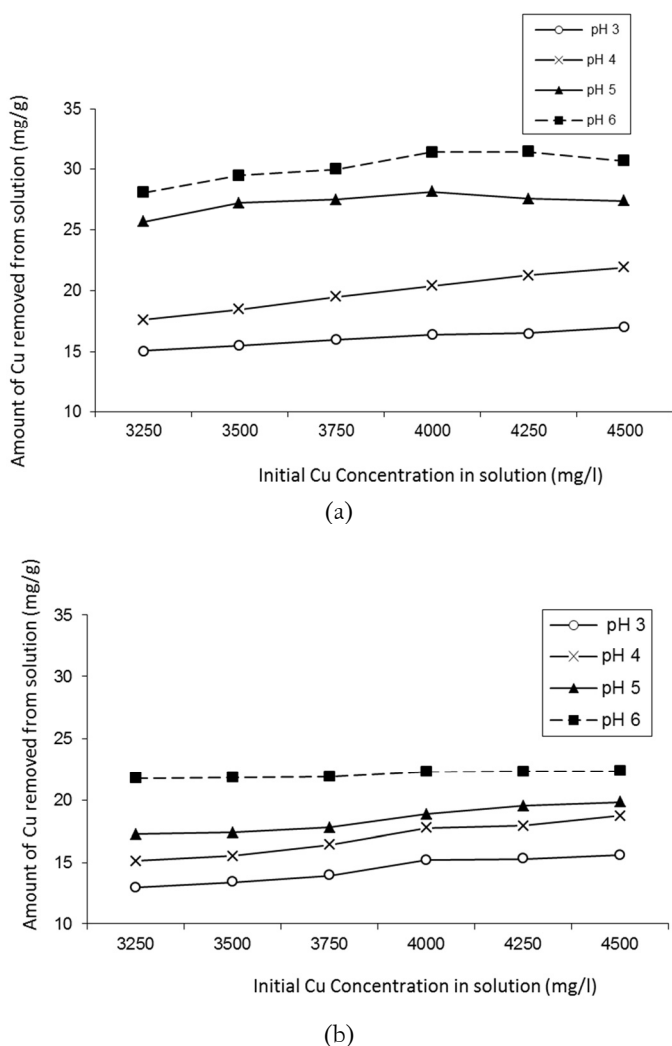 pH 3
pH 4
pH 5
pH 6
Amount of Cu removed from solution (mg/g)
35
30
25
20
15
10
3250 3500 3750 4000 4250 4500
Initial Cu Concentration in solution (mg/l)
(a)
pH 3
pH 4
pH 5
pH 6
Amount of Cu removed from solution (mg/g)
35
30
25
20
15
10
3250 3500 3750 4000 4250 4500
Initial Cu Concentration in solution (mg/l)
(b)